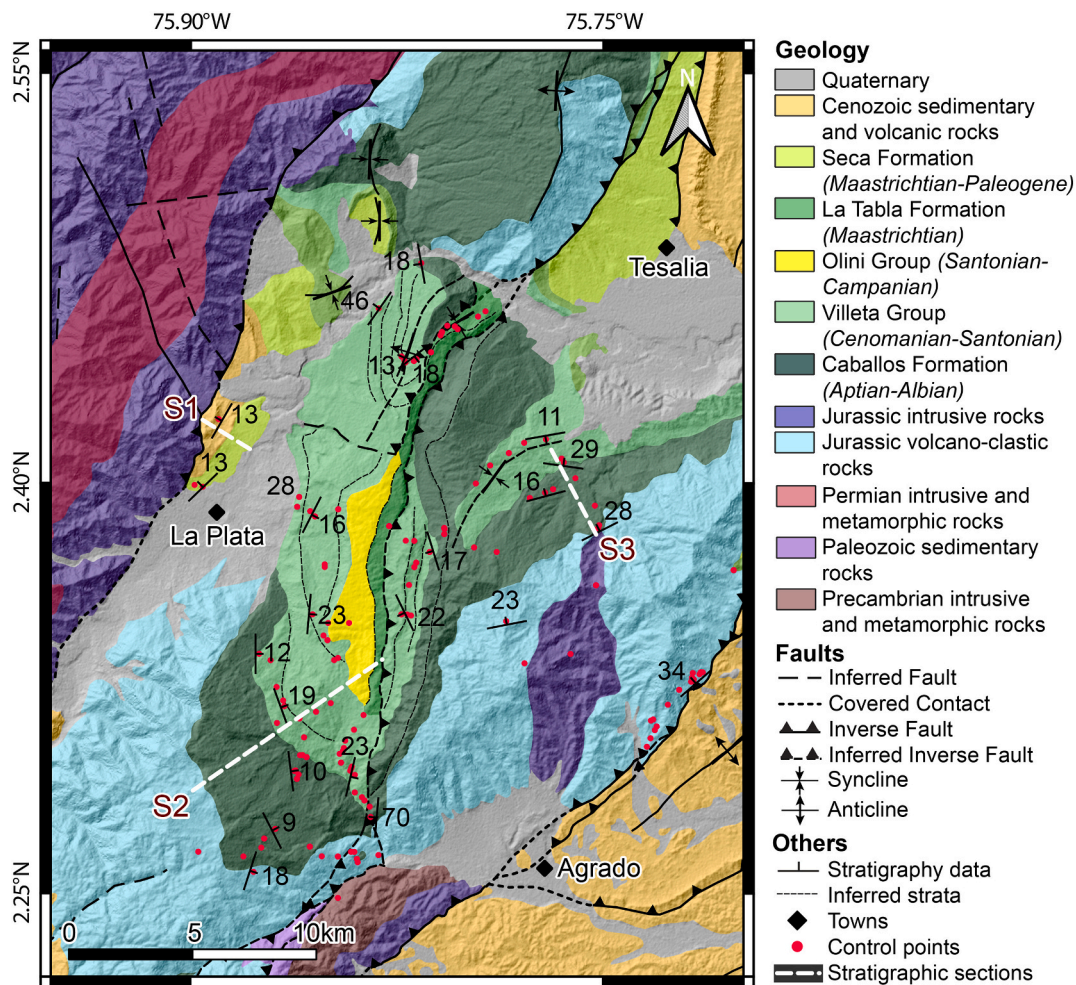 75.90°W
75.75°W
2.55°N
2.40°N
2.25°N
N
Tesalia
18
46
13
18
S1
13
13
La Plata
11
29
16
28
S3
28
16
17
23
22
23
12
34
19
23
10
S2
9
70
18
Agrado
0
5
10km
Geology
Quaternary
Cenozoic sedimentary
and volcanic rocks
Seca Formation
(Maastrichtian-Paleogene)
La Tabla Formation
(Maastrichtian)
Olini Group (Santonian-
Campanian)
Villeta Group
(Cenomanian-Santonian)
Caballos Formation
(Aptian-Albian)
Jurassic intrusive rocks
Jurassic volcano-clastic
rocks
Permian intrusive and
metamorphic rocks
Paleozoic sedimentary
rocks
Precambrian intrusive
and metamorphic rocks
Faults
Inferred Fault
Covered Contact
Inverse Fault
Inferred Inverse Fault
Syncline
Anticline
Others
Stratigraphy data
Inferred strata
Towns
Control points
Stratigraphic sections